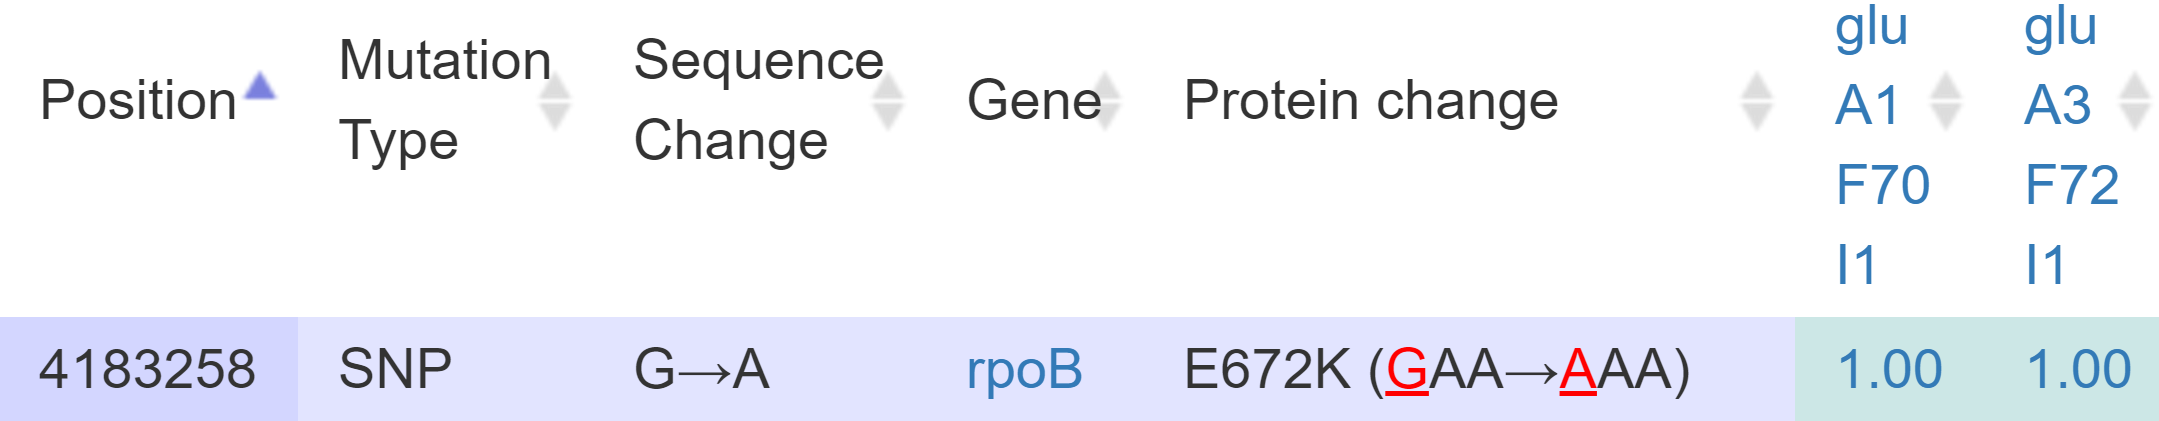 Position
Mutation
Type
Sequence
Change
Gene
Protein change
glu
A1
F70
I1
glu
A3
F72
I1
4183258 SNP G→A rpoB E672K (GAA→AAA) 1.00 1.00